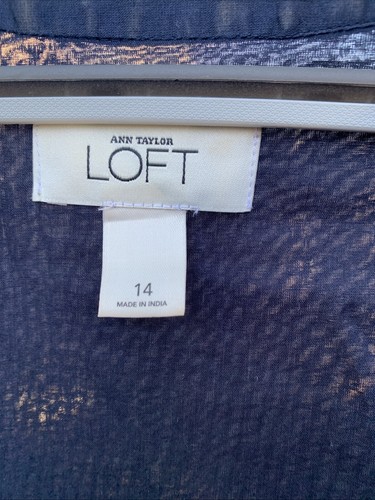 ANN TAYLOR
LOFT
14
MADE IN INDIA